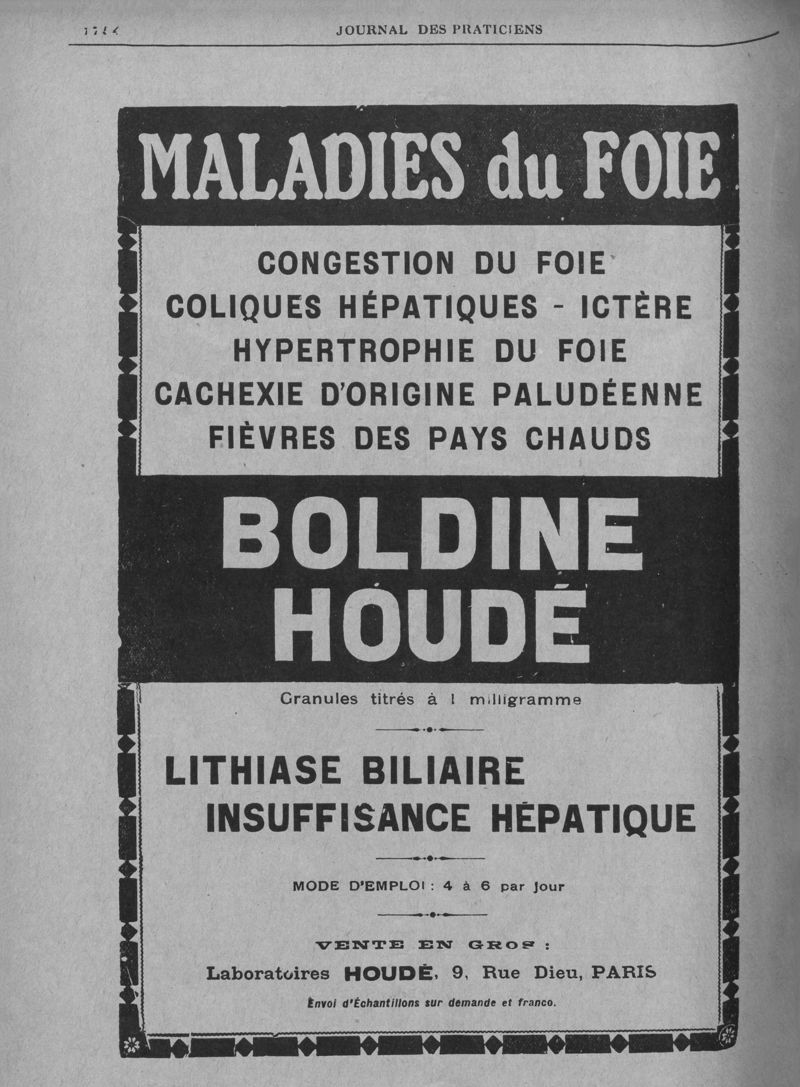 JOURNAL DES PRATICIENS
MALADIES du FOIE
CONGESTION DU FOIE
COLIQUES HÉPATIQUES - ICTÈRE
HYPERTROPHIE DU FOIE
CACHEXIE D'ORIGINE PALUDÉENNE
FIÈVRES DES PAYS CHAUDS
BOLDINE
HOUDÉ
Granules titrés à 1 milligramme
LITHIASE BILIAIRE
INSUFFISANCE HÉPATIQUE
MODE D'EMPLOI : 4 à 6 par jour
VENTE EN GROS :
Laboratoires HOUDÉ, 9, Rue Dieu, PARIS
Envoi d'Échantillons sur demande et franco.